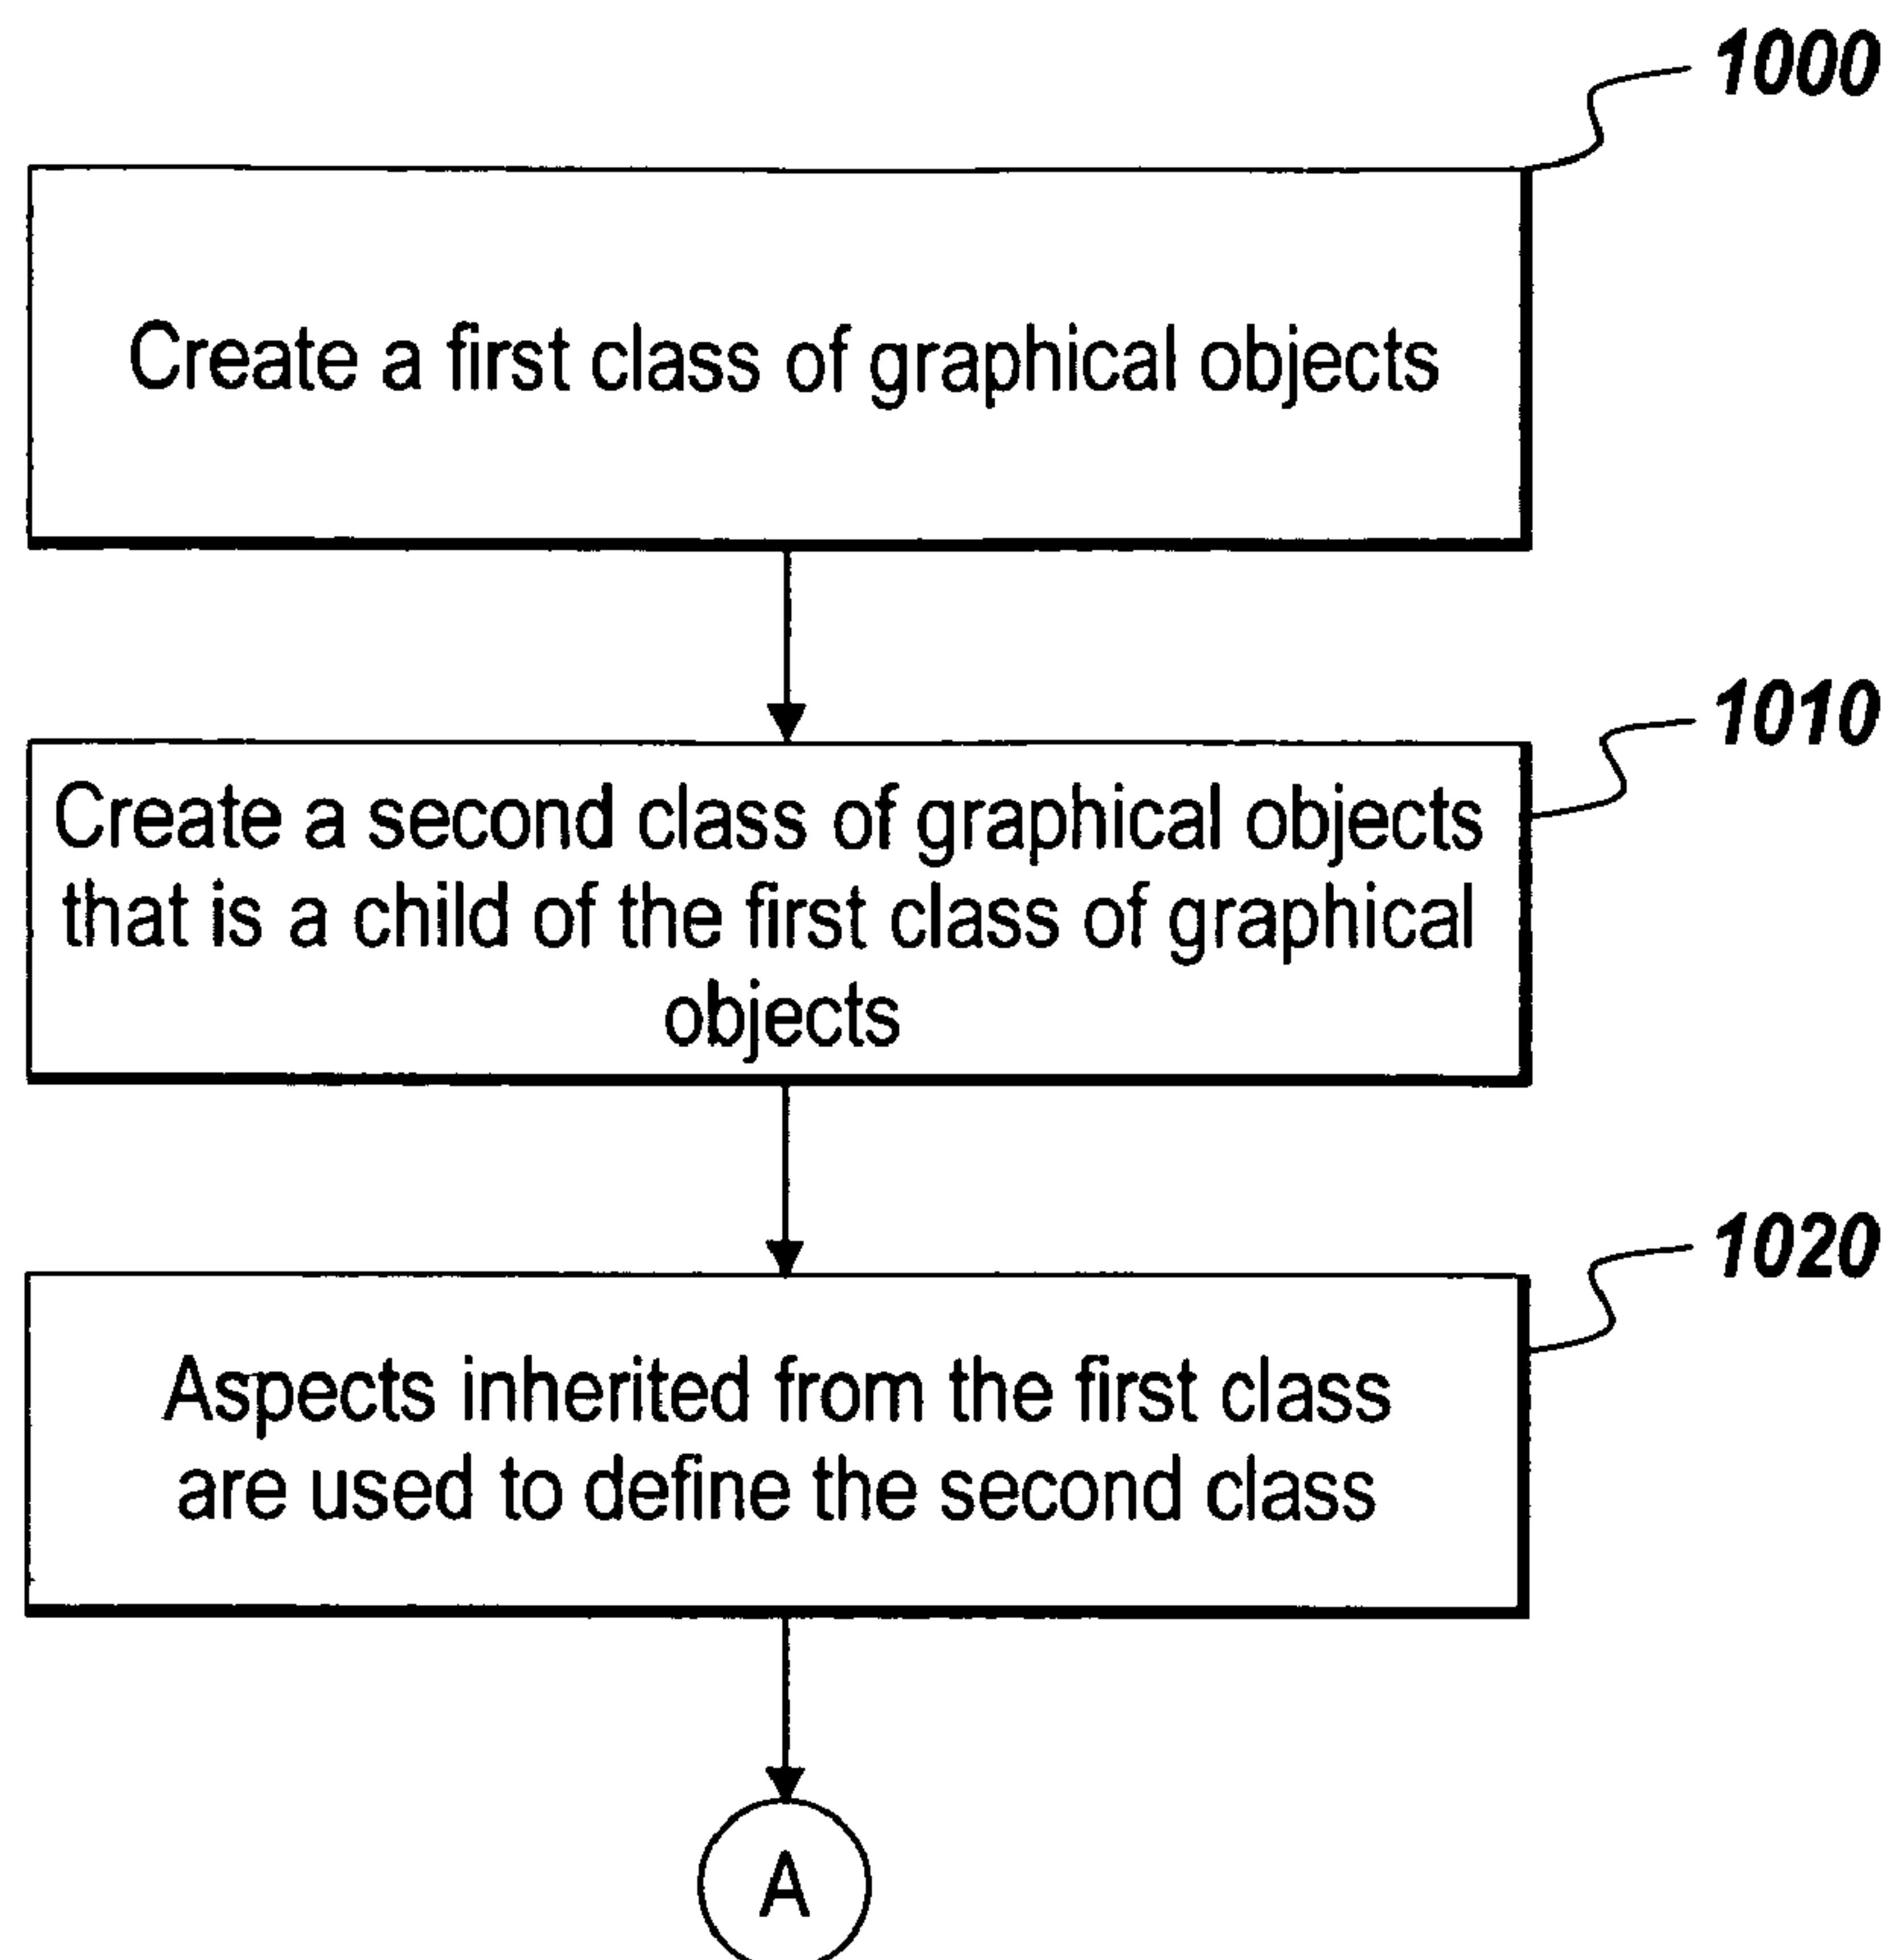 1000
Create a first class of graphical objects
1010
Create a second class of graphical objects
that is a child of the first class of graphical
objects
1020
Aspects inherited from the first class
are used to define the second class
A